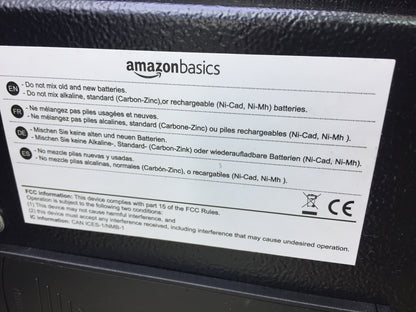 amazonbasics
EN - Do not mix old and new batteries.
- Do not mix alkaline, standard (Carbon-Zinc),or rechargeable (Ni-Cad, Ni-Mh) batteries.
FR - Ne mélangez pas piles usagées et neuves.
- Ne mélangez pas piles alcalines, standard (Carbone-Zinc) ou piles rechargeables (Ni-Cad, Ni-Mh ).
DE - Mischen Sie keine alten und neuen Batterien.
- Mischen Sie keine Alkaline-, Standard- (Carbon-Zink) oder wiederaufladbare Batterien (Ni-Cad, Ni-Mh).
ES - No mezcle pilas nuevas y usadas.
- No mezcle pilas alcalinas, normales (Carbón-Zinc), o recargables (Ni-Cad, Ni-Mh ).
FCC information: This device complies with part 15 of the FCC Rules.
Operation is subject to the following two conditions:
(1) This device may not cause harmful interference, and
(2) This device must accept any interference received, including interference that may cause undesired operation.
IC Information: CAN ICES-1/NMB-1
CE